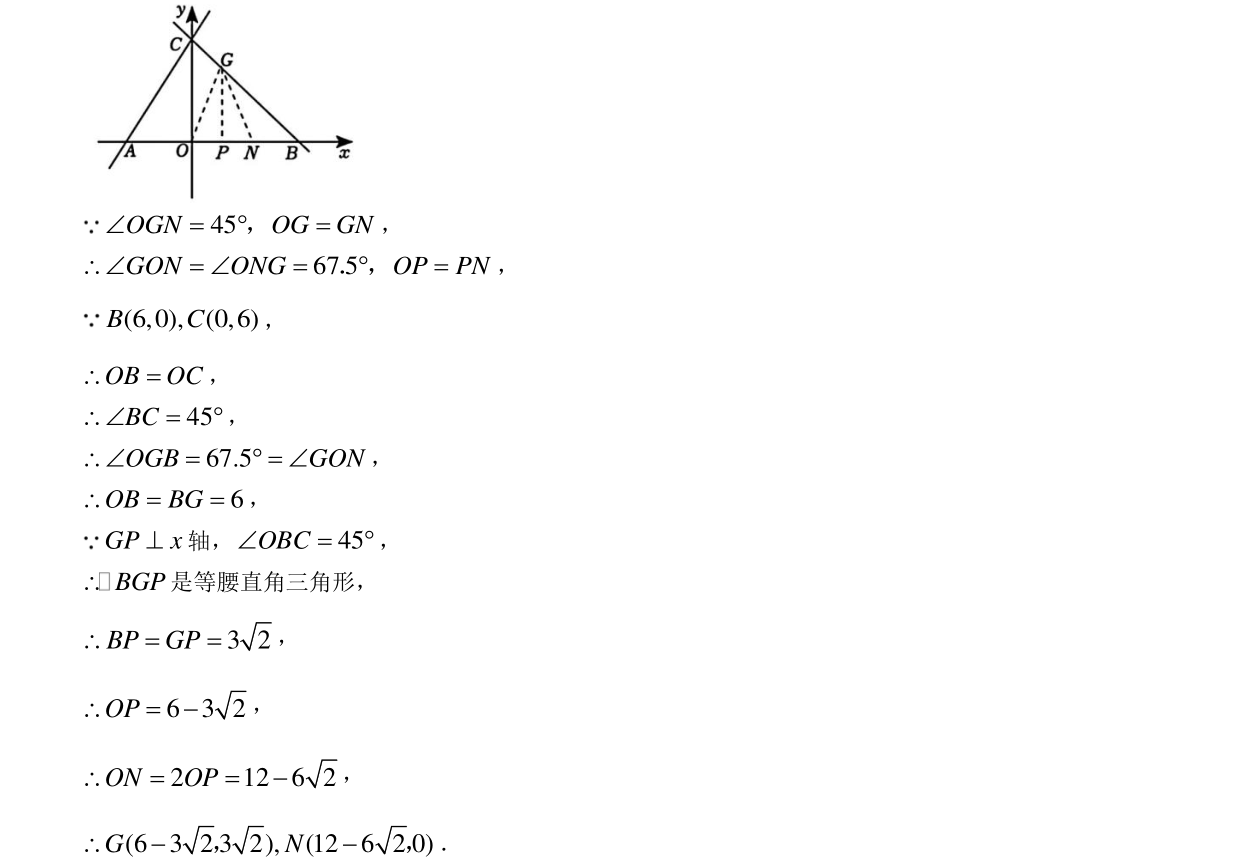 y
C
G
A O P N B x
∵∠OGN = 45°, OG = GN ,
∴∠GON = ∠ONG = 67.5°, OP = PN ,
∵B(6,0),C(0,6) ,
∴OB = OC ,
∴∠BC = 45° ,
∴∠OGB = 67.5° = ∠GON ,
∴OB = BG = 6 ,
∵GP ⊥ x 轴, ∠OBC = 45° ,
∴□ BGP 是等腰直角三角形,
∴BP = GP = 3√2 ,
∴OP = 6−3√2 ,
∴ON = 2OP = 12−6√2 ,
∴G(6−3√2,3√2), N(12−6√2,0) .